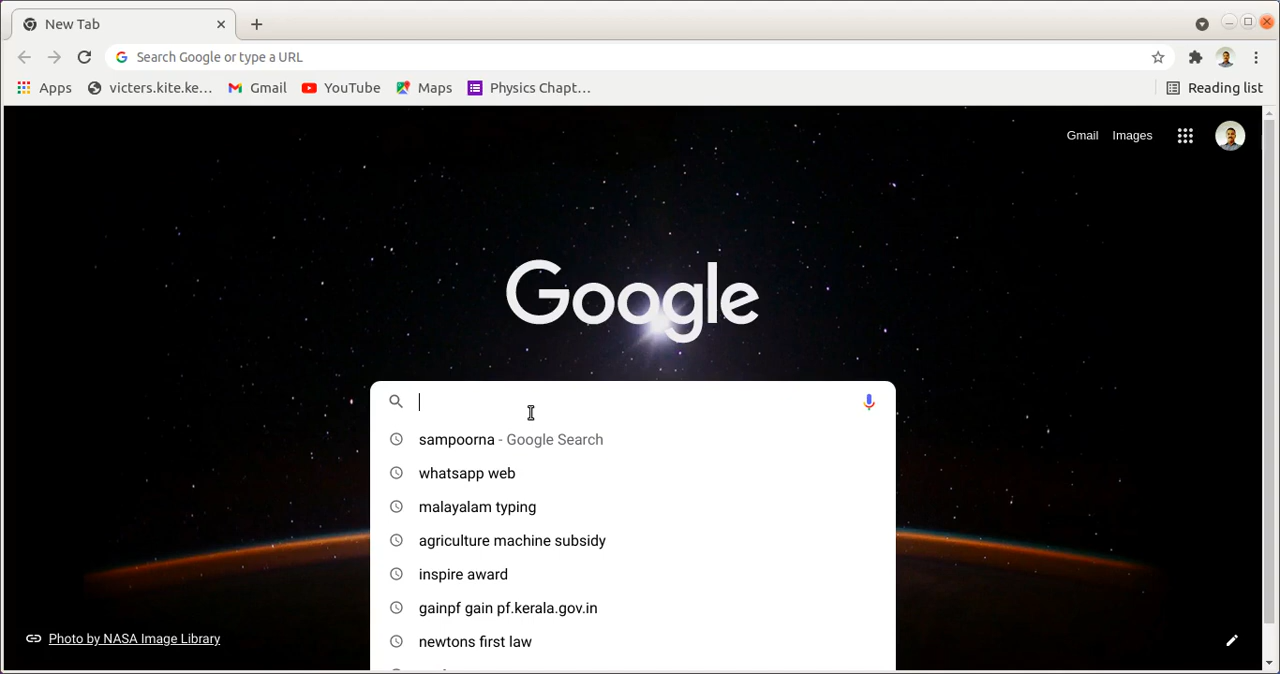 New Tab
Search Google or type a URL
Apps victers.kite.ke... Gmail YouTube Maps Physics Chapt... Reading list
Gmail Images
Google
sampoorna - Google Search
whatsapp web
malayalam typing
agriculture machine subsidy
inspire award
gainpf gain pf.kerala.gov.in
newtons first law
Photo by NASA Image Library